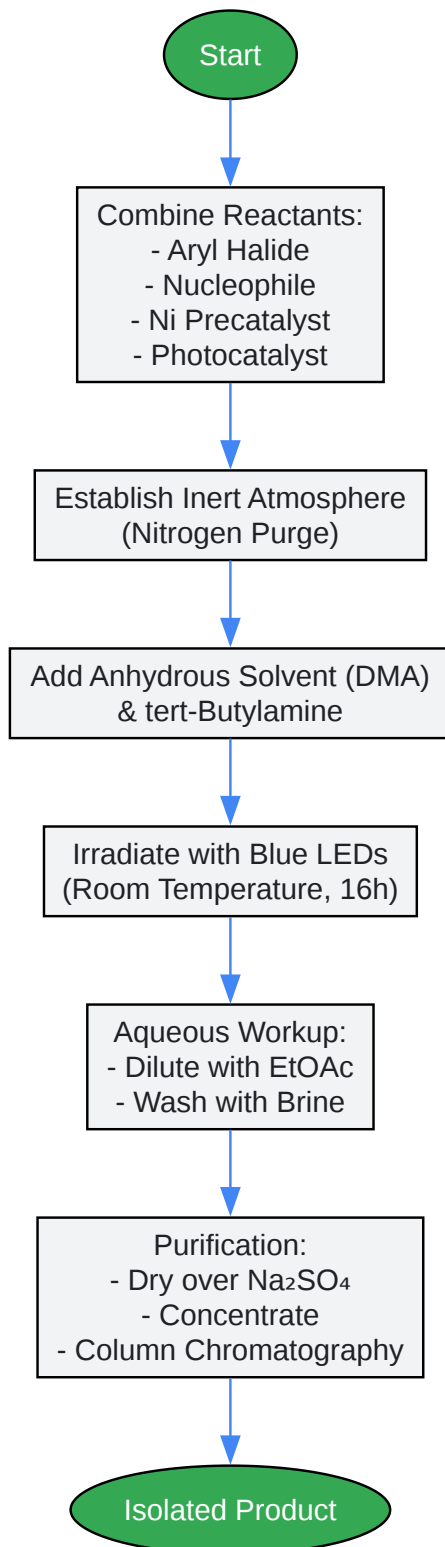 Start
Combine Reactants:
- Aryl Halide
- Nucleophile
- Ni Precatalyst
- Photocatalyst
Establish Inert Atmosphere
(Nitrogen Purge)
Add Anhydrous Solvent (DMA)
& tert-Butylamine
Irradiate with Blue LEDs
(Room Temperature, 16h)
Aqueous Workup:
- Dilute with EtOAc
- Wash with Brine
Purification:
- Dry over Na₂SO₄
- Concentrate
- Column Chromatography
Isolated Product